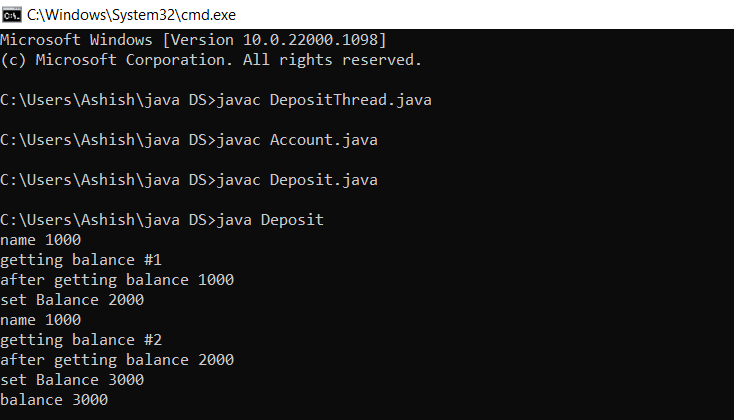 C:\Windows\System32\cmd.exe
Microsoft Windows [Version 10.0.22000.1098]
(c) Microsoft Corporation. All rights reserved.
C:\Users\Ashish\java DS>javac DepositThread.java
C:\Users\Ashish\java DS>javac Account.java
C:\Users\Ashish\java DS>javac Deposit.java
C:\Users\Ashish\java DS>java Deposit
name 1000
getting balance #1
after getting balance 1000
set Balance 2000
name 1000
getting balance #2
after getting balance 2000
set Balance 3000
balance 3000